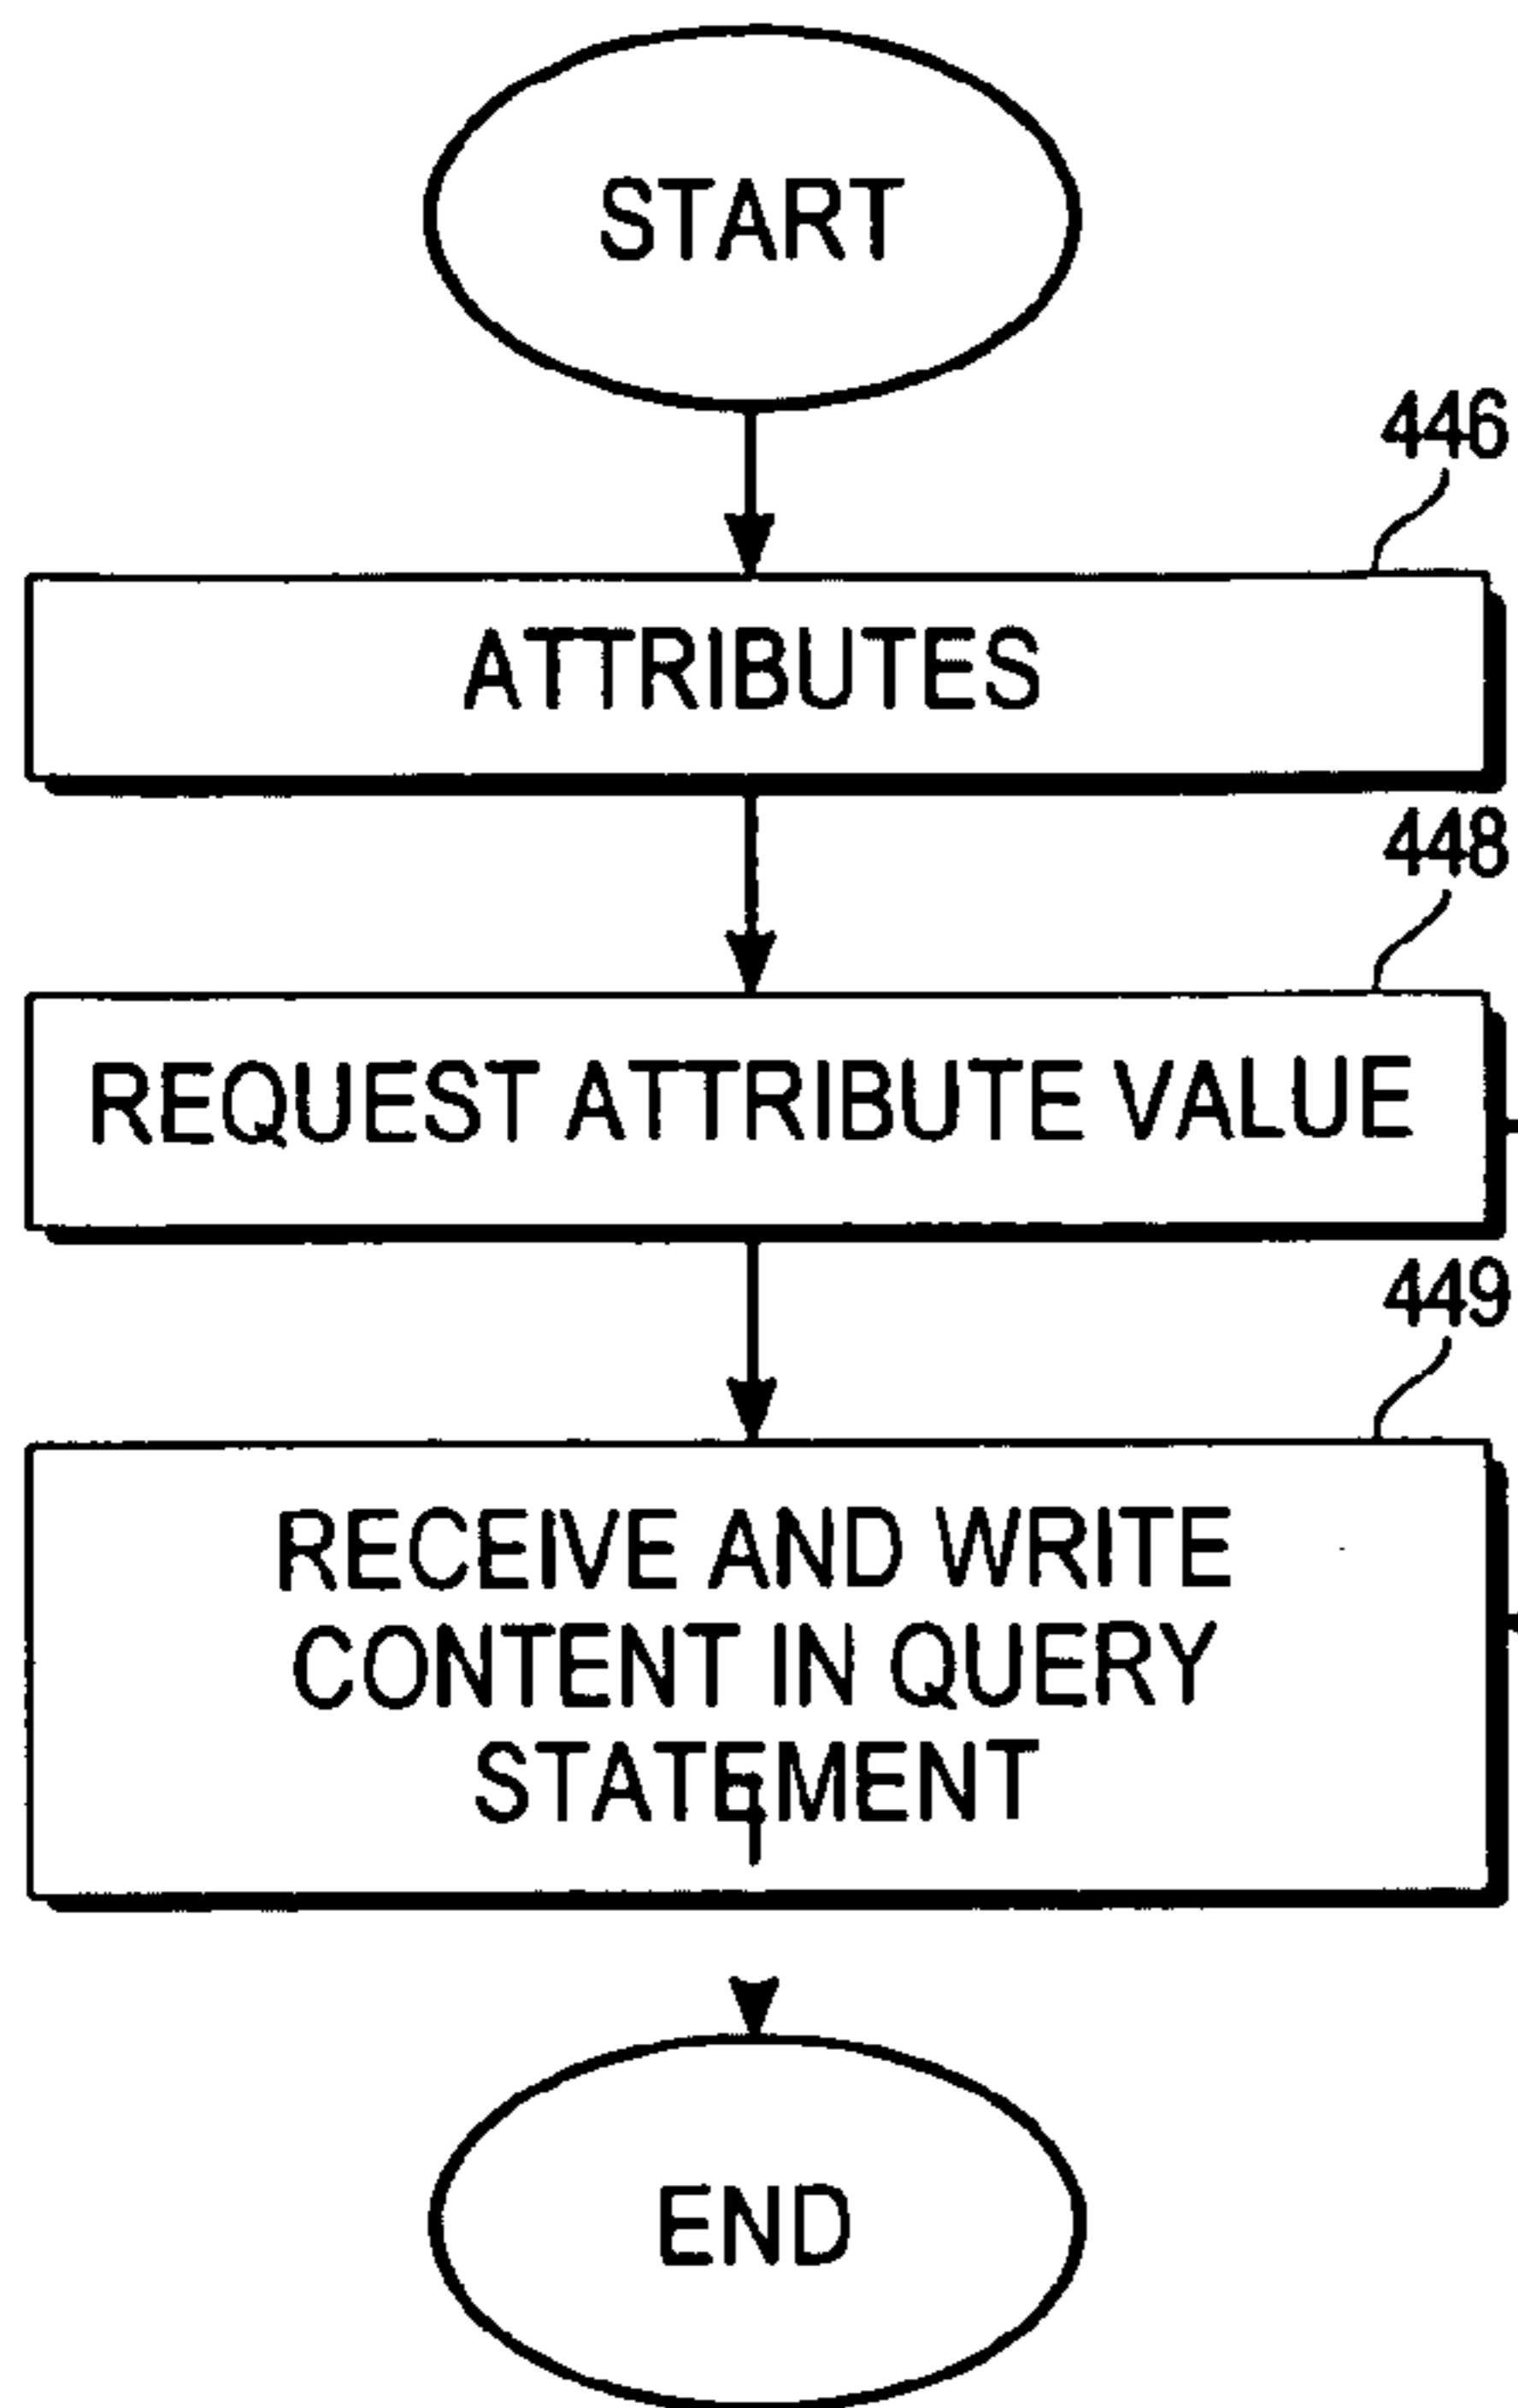 START
446
ATTRIBUTES
448
REQUEST ATTRIBUTE VALUE
449
RECEIVE AND WRITE
CONTENT IN QUERY
STATEMENT
END